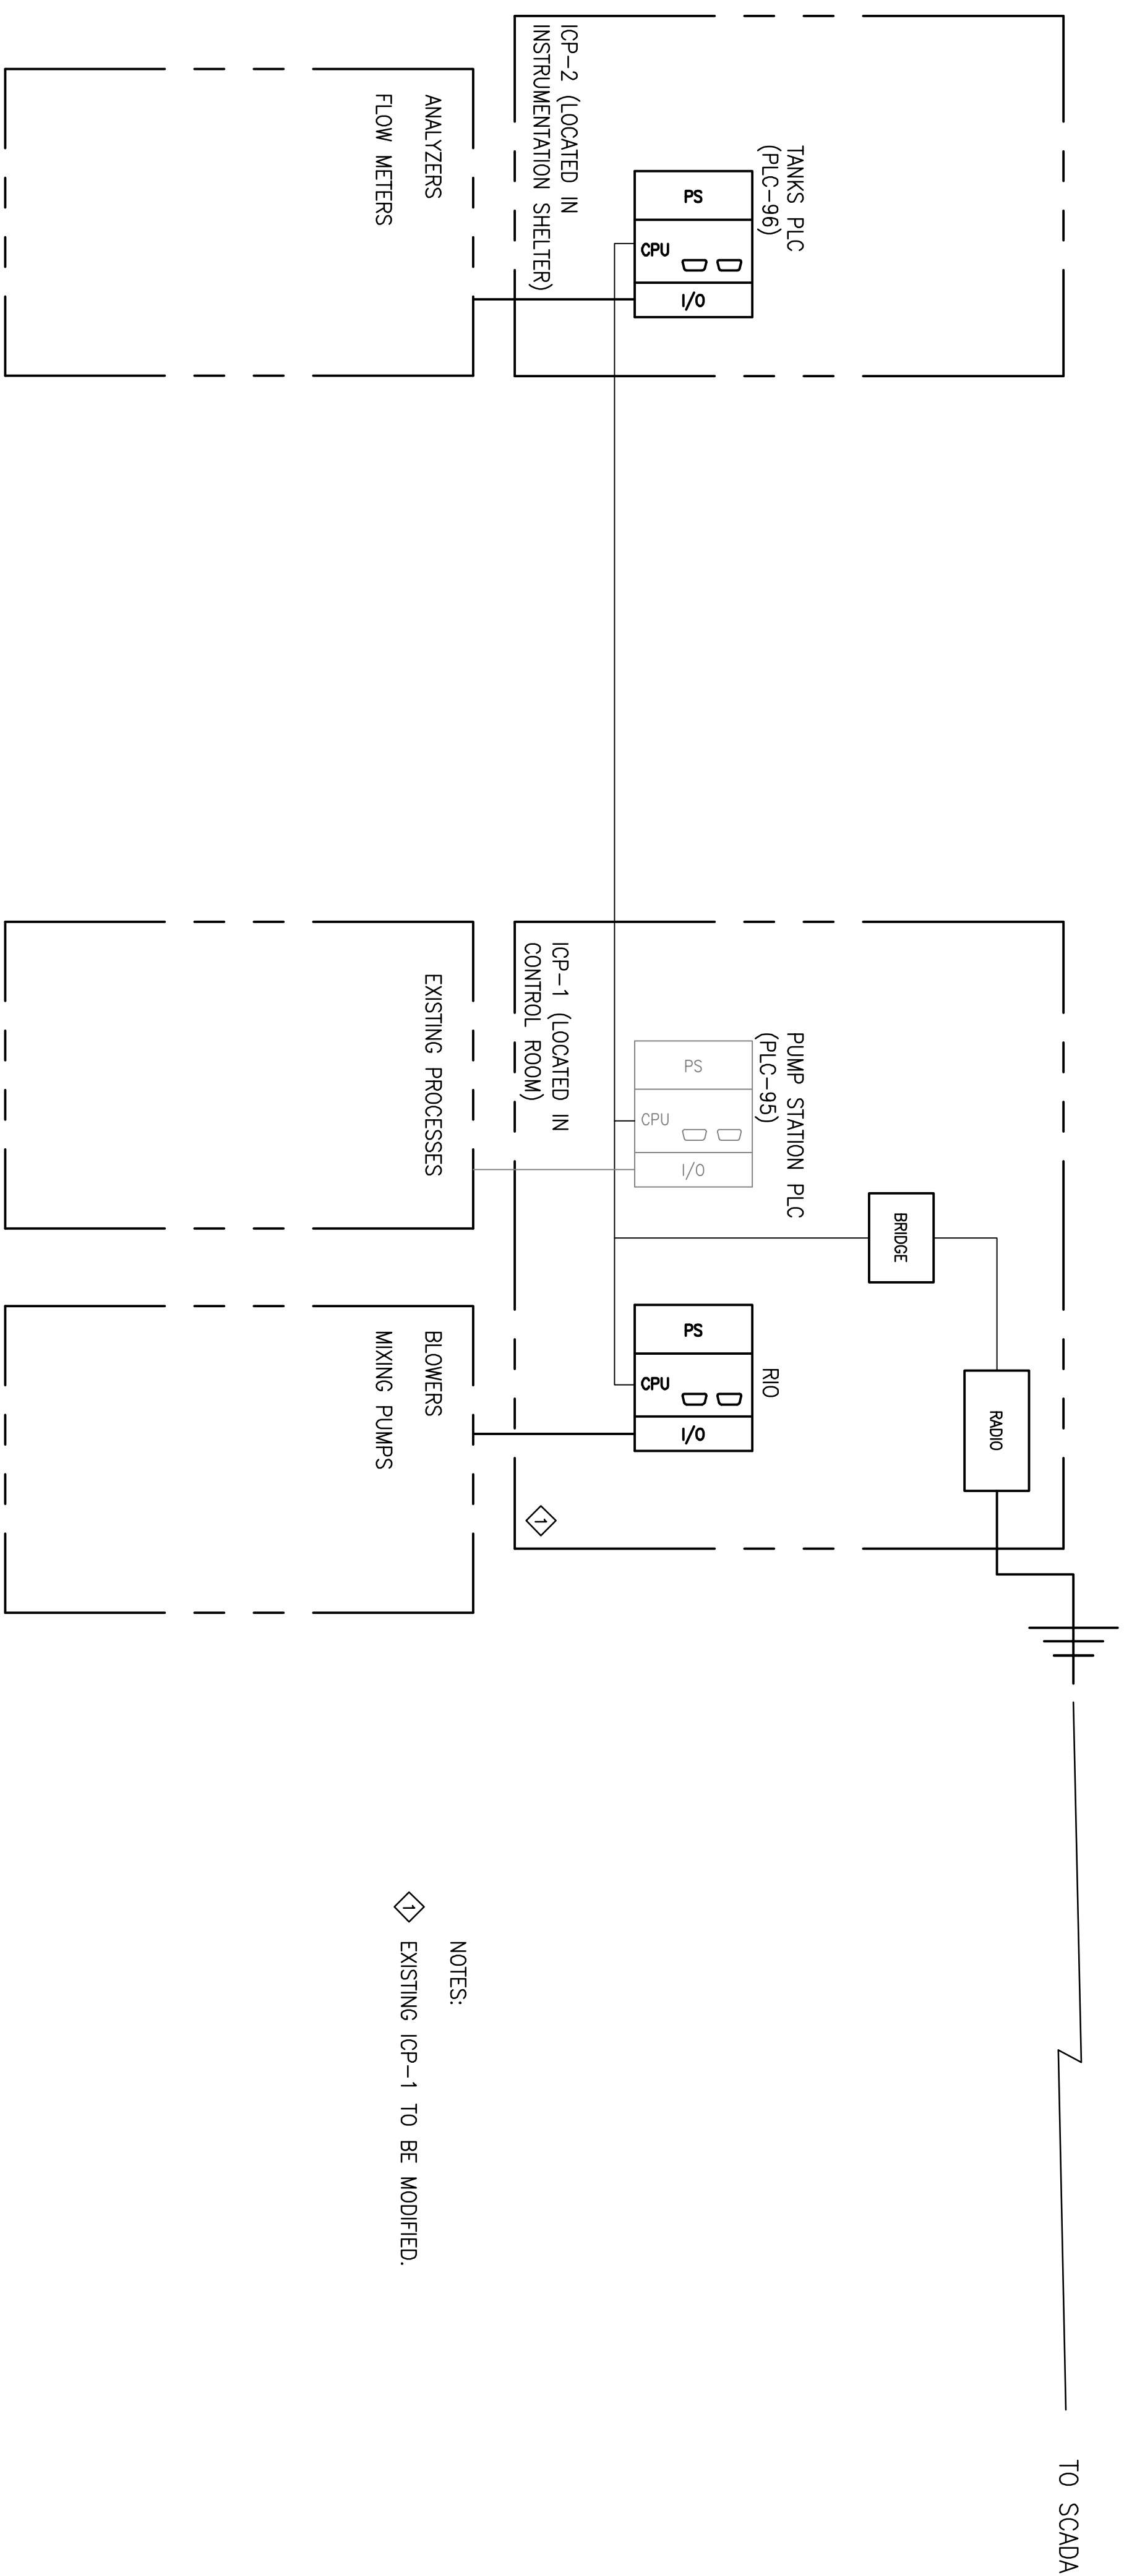 TO SCADA
RADIO
BRIDGE
TANKS PLC
(PLC-96)
PS
CPU
I/O
PUMP STATION PLC
(PLC-95)
PS
CPU
I/O
RIO
PS
CPU
I/O
ICP-2 (LOCATED IN
INSTRUMENTATION SHELTER)
ICP-1 (LOCATED IN
CONTROL ROOM)
1
ANALYZERS
FLOW METERS
EXISTING PROCESSES
BLOWERS
MIXING PUMPS
NOTES:
1 EXISTING ICP-1 TO BE MODIFIED.